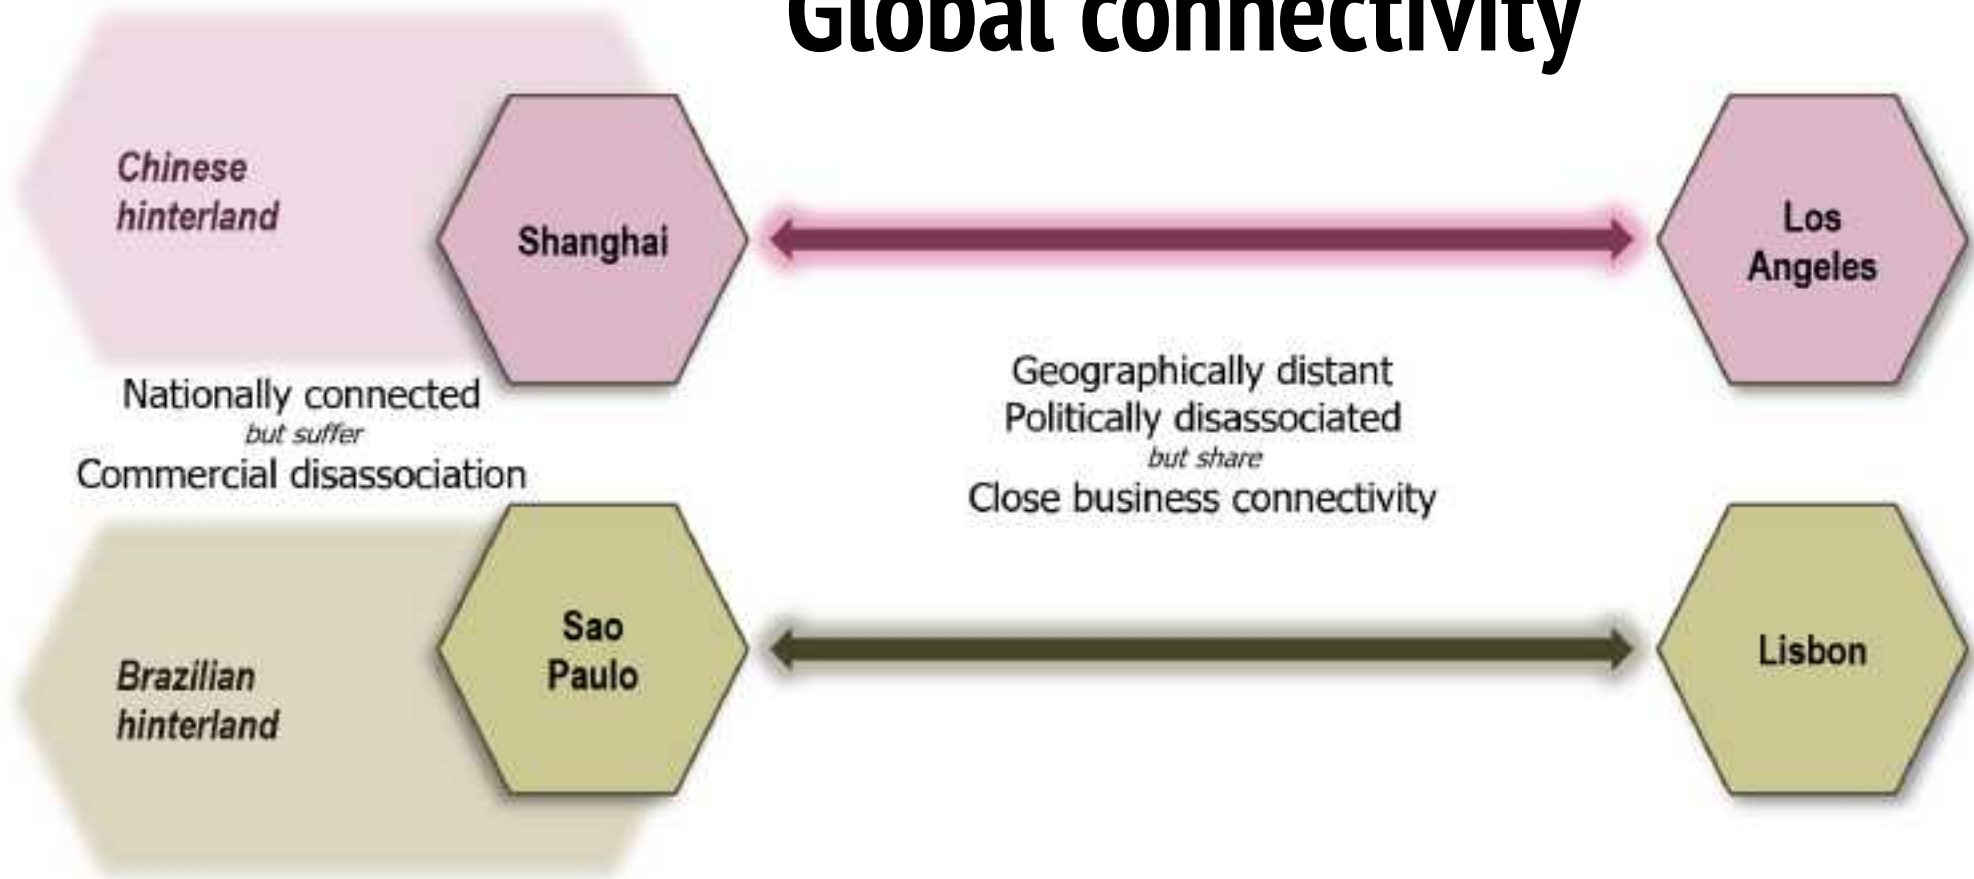 Global connectivity
Chinese
hinterland
Shanghai
Los
Angeles
Nationally connected
but suffer
Commercial disassociation
Geographically distant
Politically disassociated
but share
Close business connectivity
Brazilian
hinterland
Sao
Paulo
Lisbon